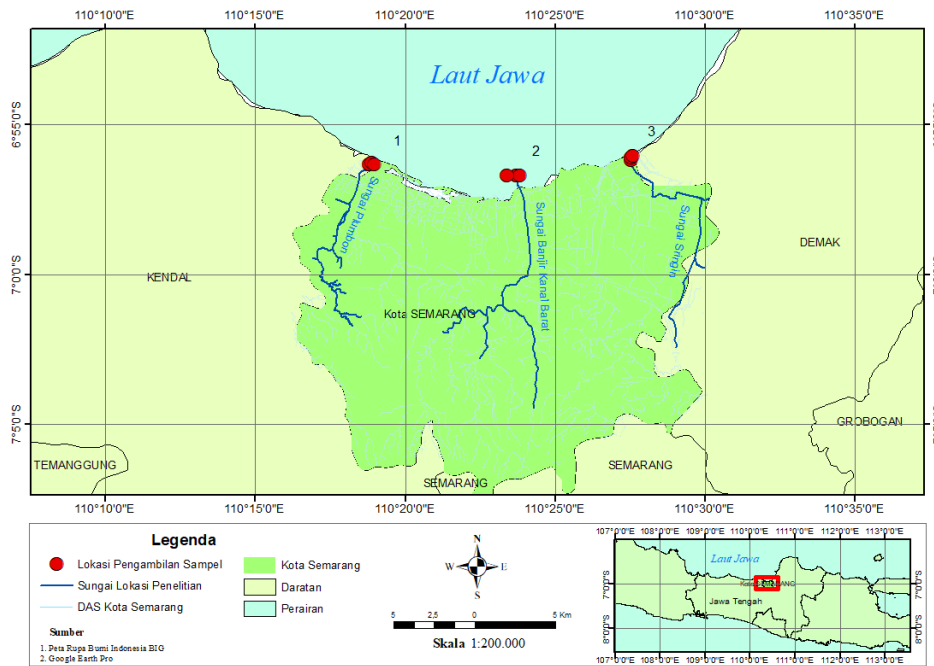 110°10'0"E 110°15'0"E 110°20'0"E 110°25'0"E 110°30'0"E 110°35'0"E
Laut Jawa
6°55'0"S
1
2
3
Sungai Plumbon
Sungai Banjir Kanal Barat
Sungai Sringin
DEMAK
KENDAL
7°0'0"S
Kota SEMARANG
7°5'0"S
GROBOGAN
TEMANGGUNG
SEMARANG
SEMARANG
110°10'0"E 110°15'0"E 110°20'0"E 110°25'0"E 110°30'0"E 110°35'0"E
Legenda
Lokasi Pengambilan Sampel
Sungai Lokasi Penelitian
DAS Kota Semarang
Kota Semarang
Daratan
Perairan
Sumber
1. Peta Rupa Bumi Indonesia BIG
2. Google Earth Pro
N
W E
S
5 2,5 0 5 Km
Skala 1:200.000
107°0'0"E 108°0'0"E 109°0'0"E 110°0'0"E 111°0'0"E 112°0'0"E 113°0'0"E
Laut Jawa
7°0'0"S
Jawa Tengah
8°0'0"S
107°0'0"E 108°0'0"E 109°0'0"E 110°0'0"E 111°0'0"E 112°0'0"E 113°0'0"E